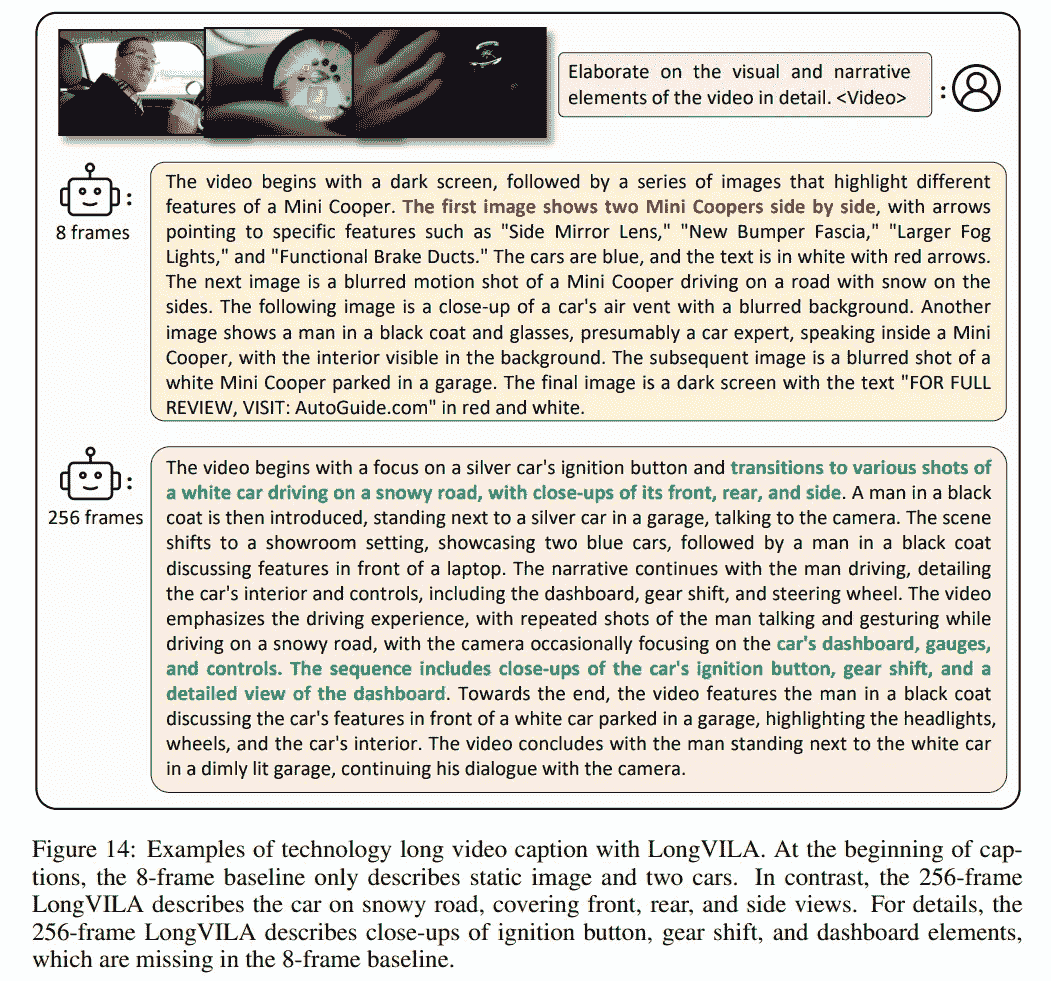 Elaborate on the visual and narrative
elements of the video in detail. <Video>
:
:
8 frames
The video begins with a dark screen, followed by a series of images that highlight different
features of a Mini Cooper. The first image shows two Mini Coopers side by side, with arrows
pointing to specific features such as "Side Mirror Lens," "New Bumper Fascia," "Larger Fog
Lights," and "Functional Brake Ducts." The cars are blue, and the text is in white with red arrows.
The next image is a blurred motion shot of a Mini Cooper driving on a road with snow on the
sides. The following image is a close-up of a car's air vent with a blurred background. Another
image shows a man in a black coat and glasses, presumably a car expert, speaking inside a Mini
Cooper, with the interior visible in the background. The subsequent image is a blurred shot of a
white Mini Cooper parked in a garage. The final image is a dark screen with the text "FOR FULL
REVIEW, VISIT: AutoGuide.com" in red and white.
:
256 frames
The video begins with a focus on a silver car's ignition button and transitions to various shots of
a white car driving on a snowy road, with close-ups of its front, rear, and side. A man in a black
coat is then introduced, standing next to a silver car in a garage, talking to the camera. The scene
shifts to a showroom setting, showcasing two blue cars, followed by a man in a black coat
discussing features in front of a laptop. The narrative continues with the man driving, detailing
the car's interior and controls, including the dashboard, gear shift, and steering wheel. The video
emphasizes the driving experience, with repeated shots of the man talking and gesturing while
driving on a snowy road, with the camera occasionally focusing on the car's dashboard, gauges,
and controls. The sequence includes close-ups of the car's ignition button, gear shift, and a
detailed view of the dashboard. Towards the end, the video features the man in a black coat
discussing the car's features in front of a white car parked in a garage, highlighting the headlights,
wheels, and the car's interior. The video concludes with the man standing next to the white car
in a dimly lit garage, continuing his dialogue with the camera.
Figure 14: Examples of technology long video caption with LongVILA. At the beginning of cap-
tions, the 8-frame baseline only describes static image and two cars. In contrast, the 256-frame
LongVILA describes the car on snowy road, covering front, rear, and side views. For details, the
256-frame LongVILA describes close-ups of ignition button, gear shift, and dashboard elements,
which are missing in the 8-frame baseline.